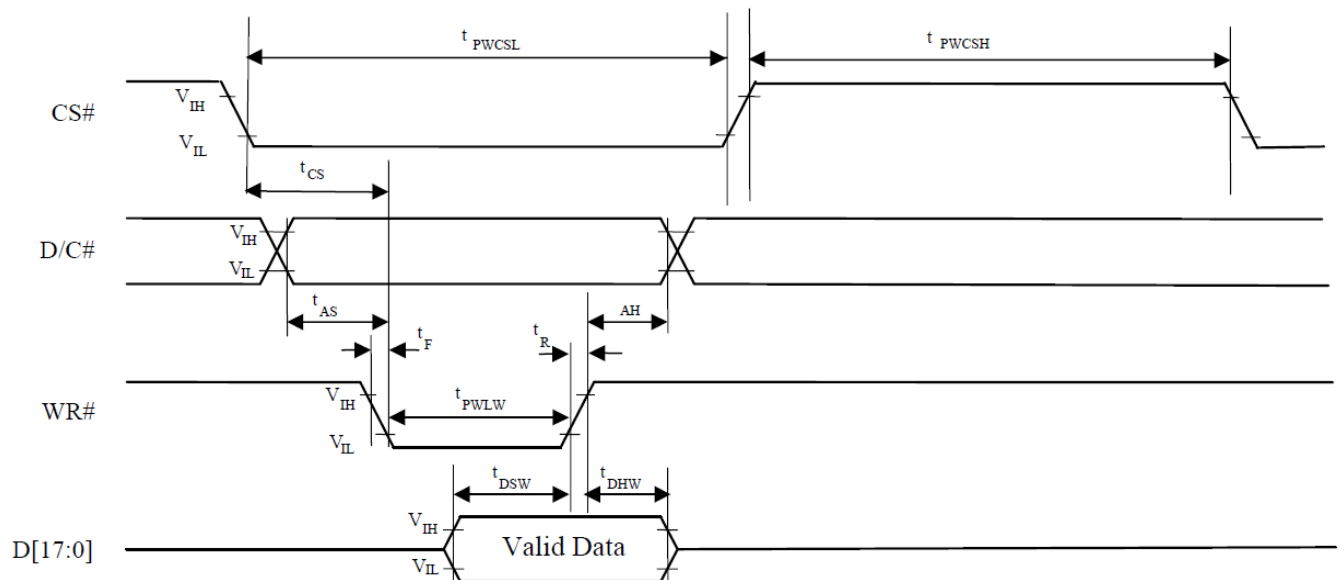 t PWCSL
t PWCSH
CS#
V IH
V IL
t CS
D/C#
V IH
V IL
t AS
t F
t R
AH
WR#
V IH
V IL
t PWLW
t DSW
t DHW
D[17:0]
V IH
V IL
Valid Data